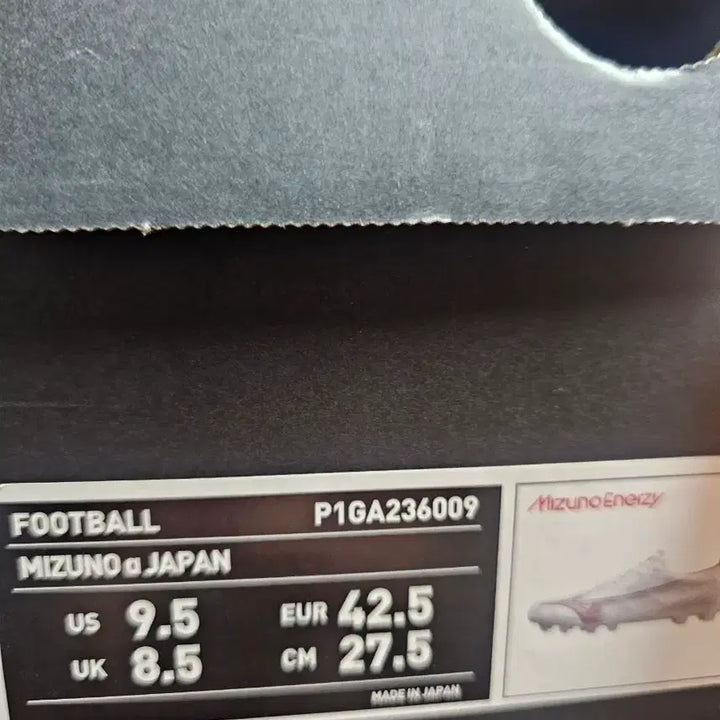 FOOTBALL P1GA236009
MIZUNO α JAPAN
US 9.5 EUR 42.5
UK 8.5 CM 27.5
MADE IN JAPAN
MizunoEnerzy